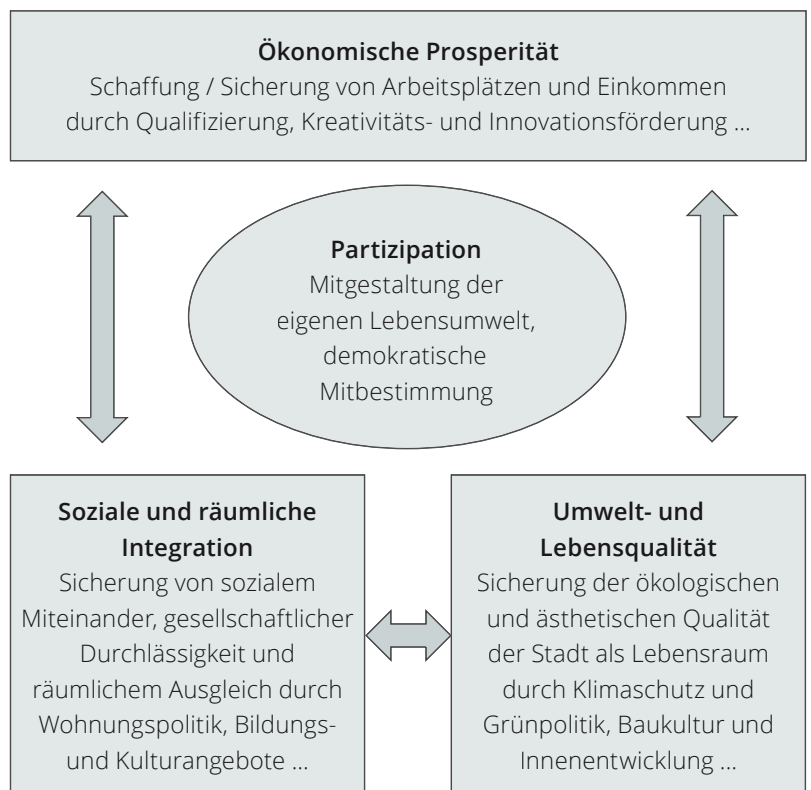 Ökonomische Prosperität
Schaffung / Sicherung von Arbeitsplätzen und Einkommen
durch Qualifizierung, Kreativitäts- und Innovationsförderung ...
Partizipation
Mitgestaltung der
eigenen Lebensumwelt,
demokratische
Mitbestimmung
Soziale und räumliche
Integration
Sicherung von sozialem
Miteinander, gesellschaftlicher
Durchlässigkeit und
räumlichem Ausgleich durch
Wohnungspolitik, Bildungs-
und Kulturangebote ...
Umwelt- und
Lebensqualität
Sicherung der ökologischen
und ästhetischen Qualität
der Stadt als Lebensraum
durch Klimaschutz und
Grünpolitik, Baukultur und
Innenentwicklung ...